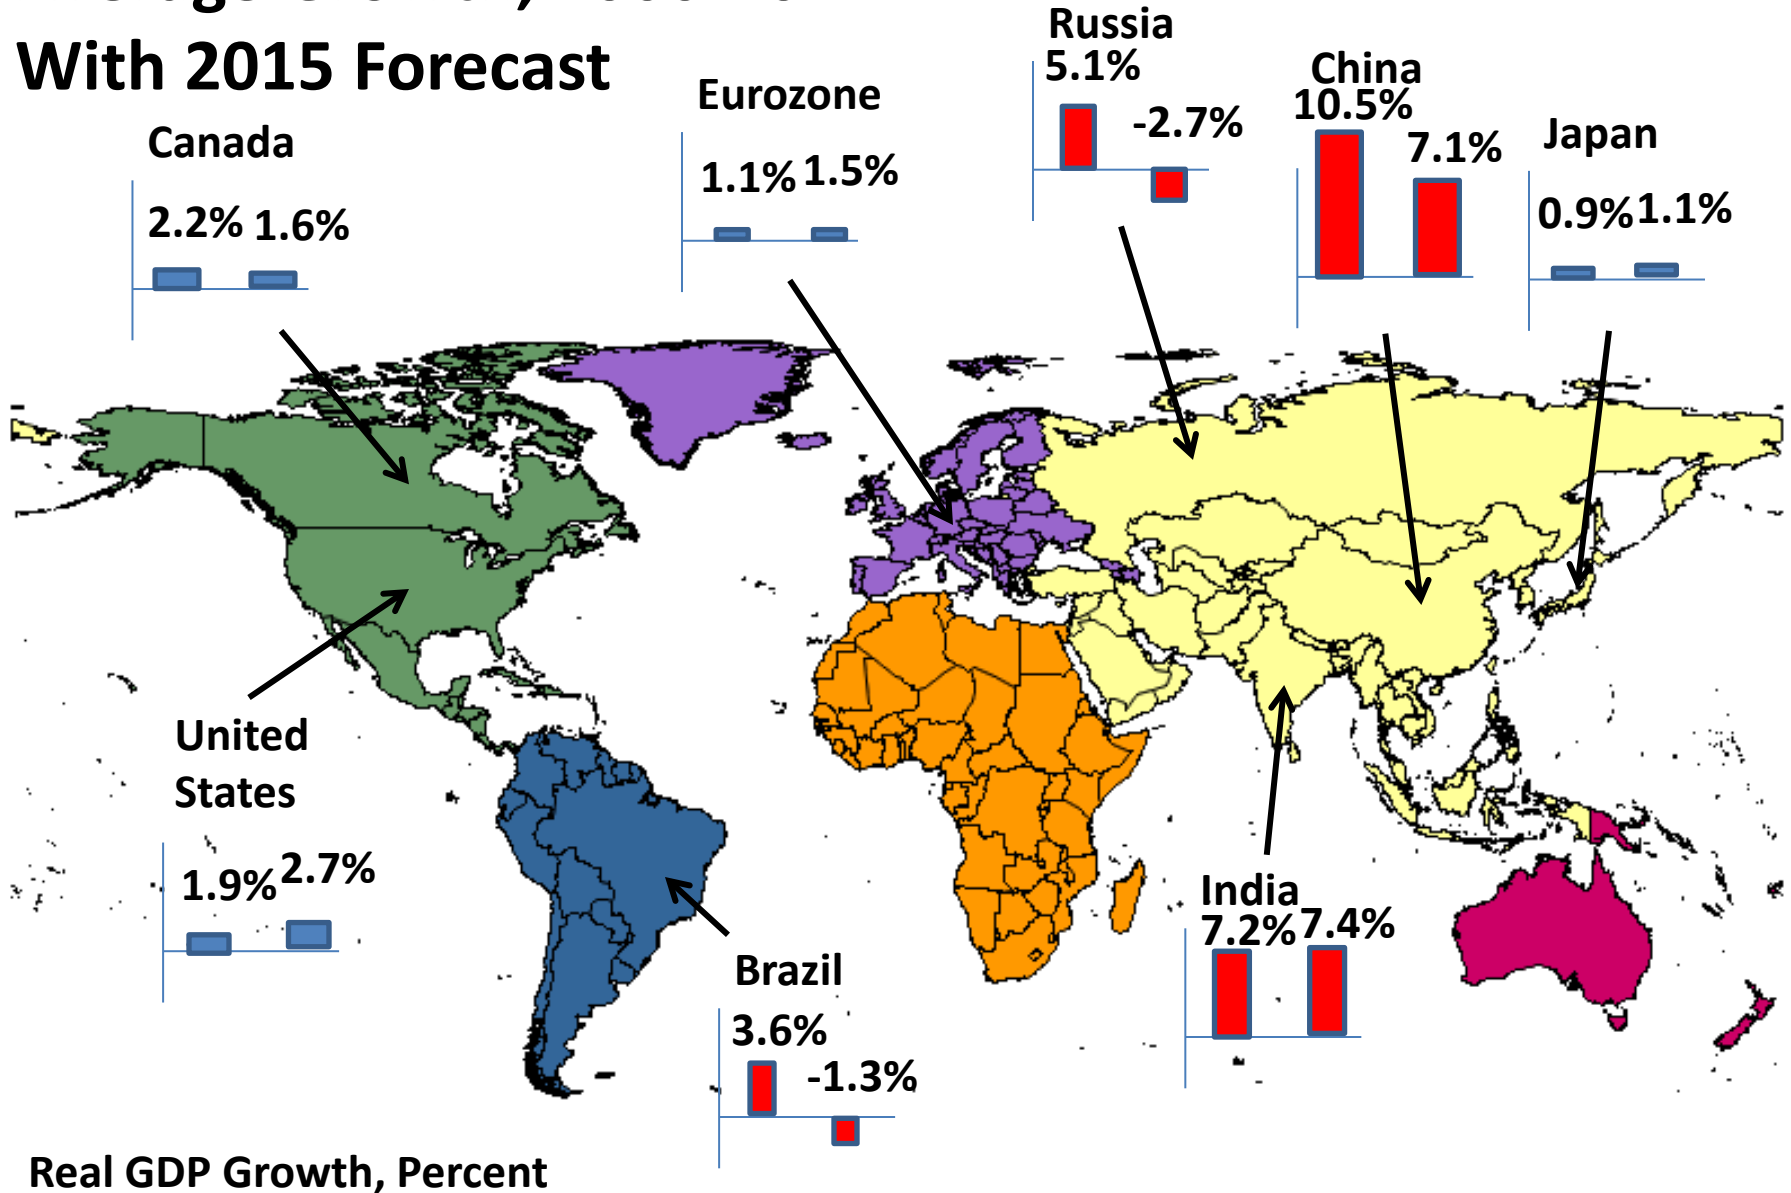 With 2015 Forecast
Russia
5.1%
-2.7%
China
10.5%
7.1%
Eurozone
1.1% 1.5%
Canada
2.2% 1.6%
Japan
0.9% 1.1%
United
States
1.9% 2.7%
India
7.2% 7.4%
Brazil
3.6%
-1.3%
Real GDP Growth, Percent